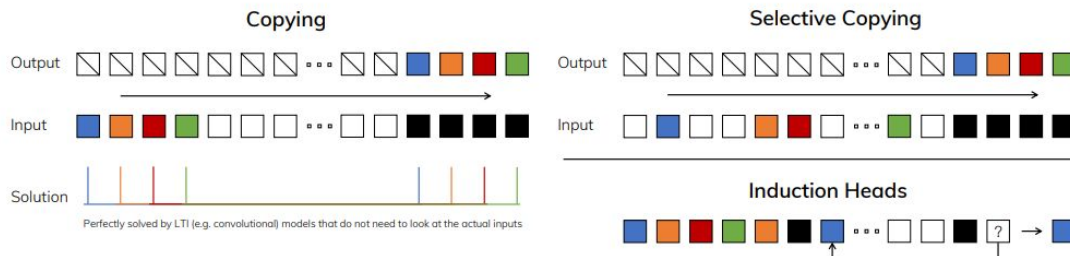 Copying
Output
Input
Solution
Perfectly solved by LTI (e.g. convolutional) models that do not need to look at the actual inputs
Selective Copying
Output
Input
Induction Heads
?